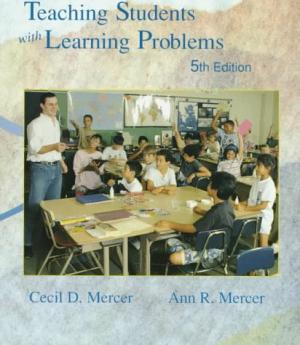 Teaching Students
with Learning Problems
5th Edition
Cecil D. Mercer Ann R. Mercer